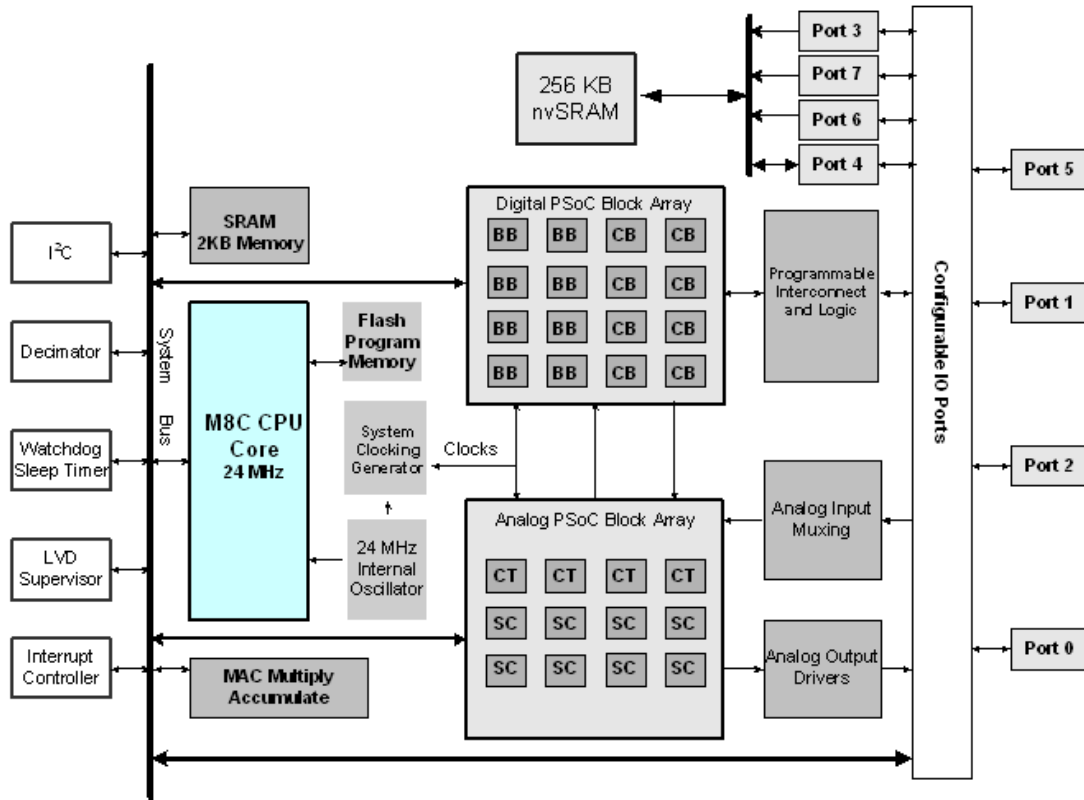 256 KB
nvSRAM
Port 3
Port 7
Port 6
Port 4
Port 5
Port 1
Port 2
Port 0
Configurable IO Ports
I²C
Decimator
Watchdog
Sleep Timer
LVD
Supervisor
Interrupt
Controller
System Bus
SRAM
2KB Memory
M8C CPU
Core
24 MHz
Flash
Program
Memory
System
Clocking
Generator
Clocks
24 MHz
Internal
Oscillator
MAC Multiply
Accumulate
Digital PSoC Block Array
BB BB CB CB
BB BB CB CB
BB BB CB CB
BB BB CB CB
Programmable
Interconnect
and Logic
Analog PSoC Block Array
CT CT CT CT
SC SC SC SC
SC SC SC SC
Analog Input
Muxing
Analog Output
Drivers